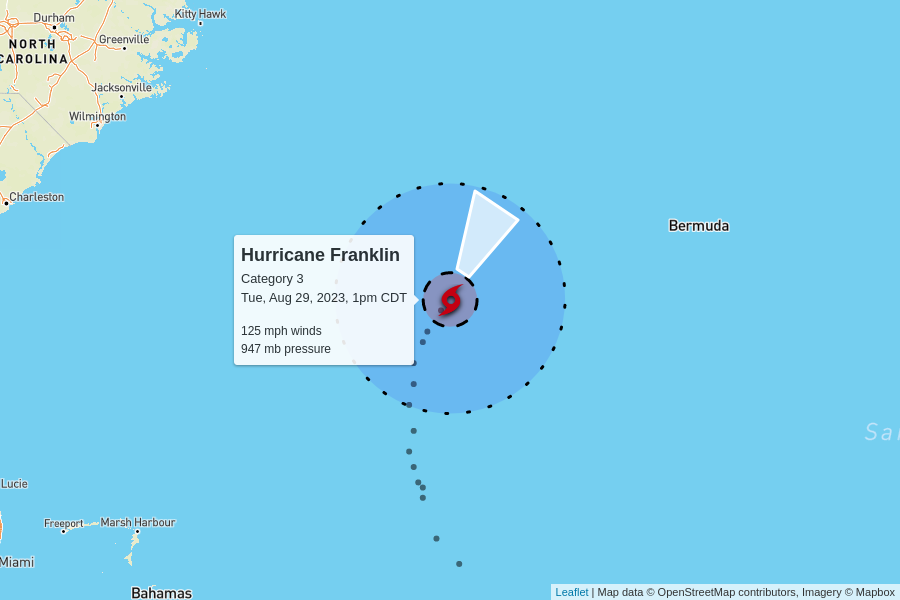 Kitty Hawk
Durham
Greenville
NORTH
CAROLINA
Jacksonville
Wilmington
Charleston
Bermuda
Hurricane Franklin
Category 3
Tue, Aug 29, 2023, 1pm CDT
125 mph winds
947 mb pressure
Lucie
Freeport
Marsh Harbour
Miami
Bahamas
Leaflet | Map data © OpenStreetMap contributors, Imagery © Mapbox